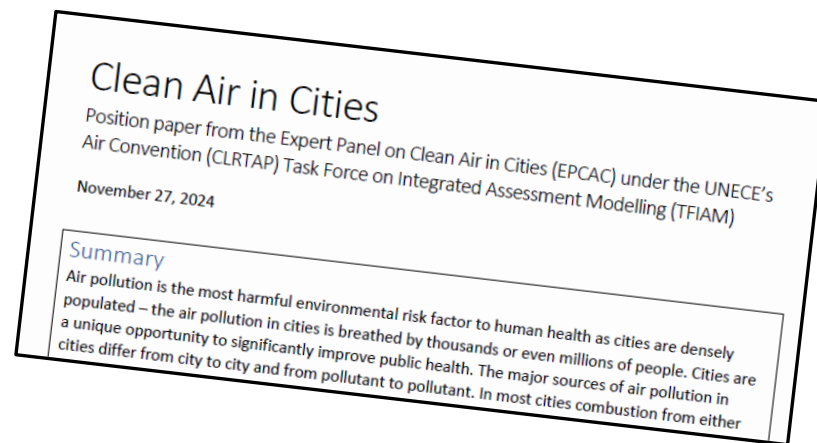 Clean Air in Cities
Position paper from the Expert Panel on Clean Air in Cities (EPCAC) under the UNECE's
Air Convention (CLRTAP) Task Force on Integrated Assessment Modelling (TFIAM)
November 27, 2024
Summary
Air pollution is the most harmful environmental risk factor to human health as cities are densely
populated – the air pollution in cities is breathed by thousands or even millions of people. Cities are
a unique opportunity to significantly improve public health. The major sources of air pollution in
cities differ from city to city and from pollutant to pollutant. In most cities combustion from either